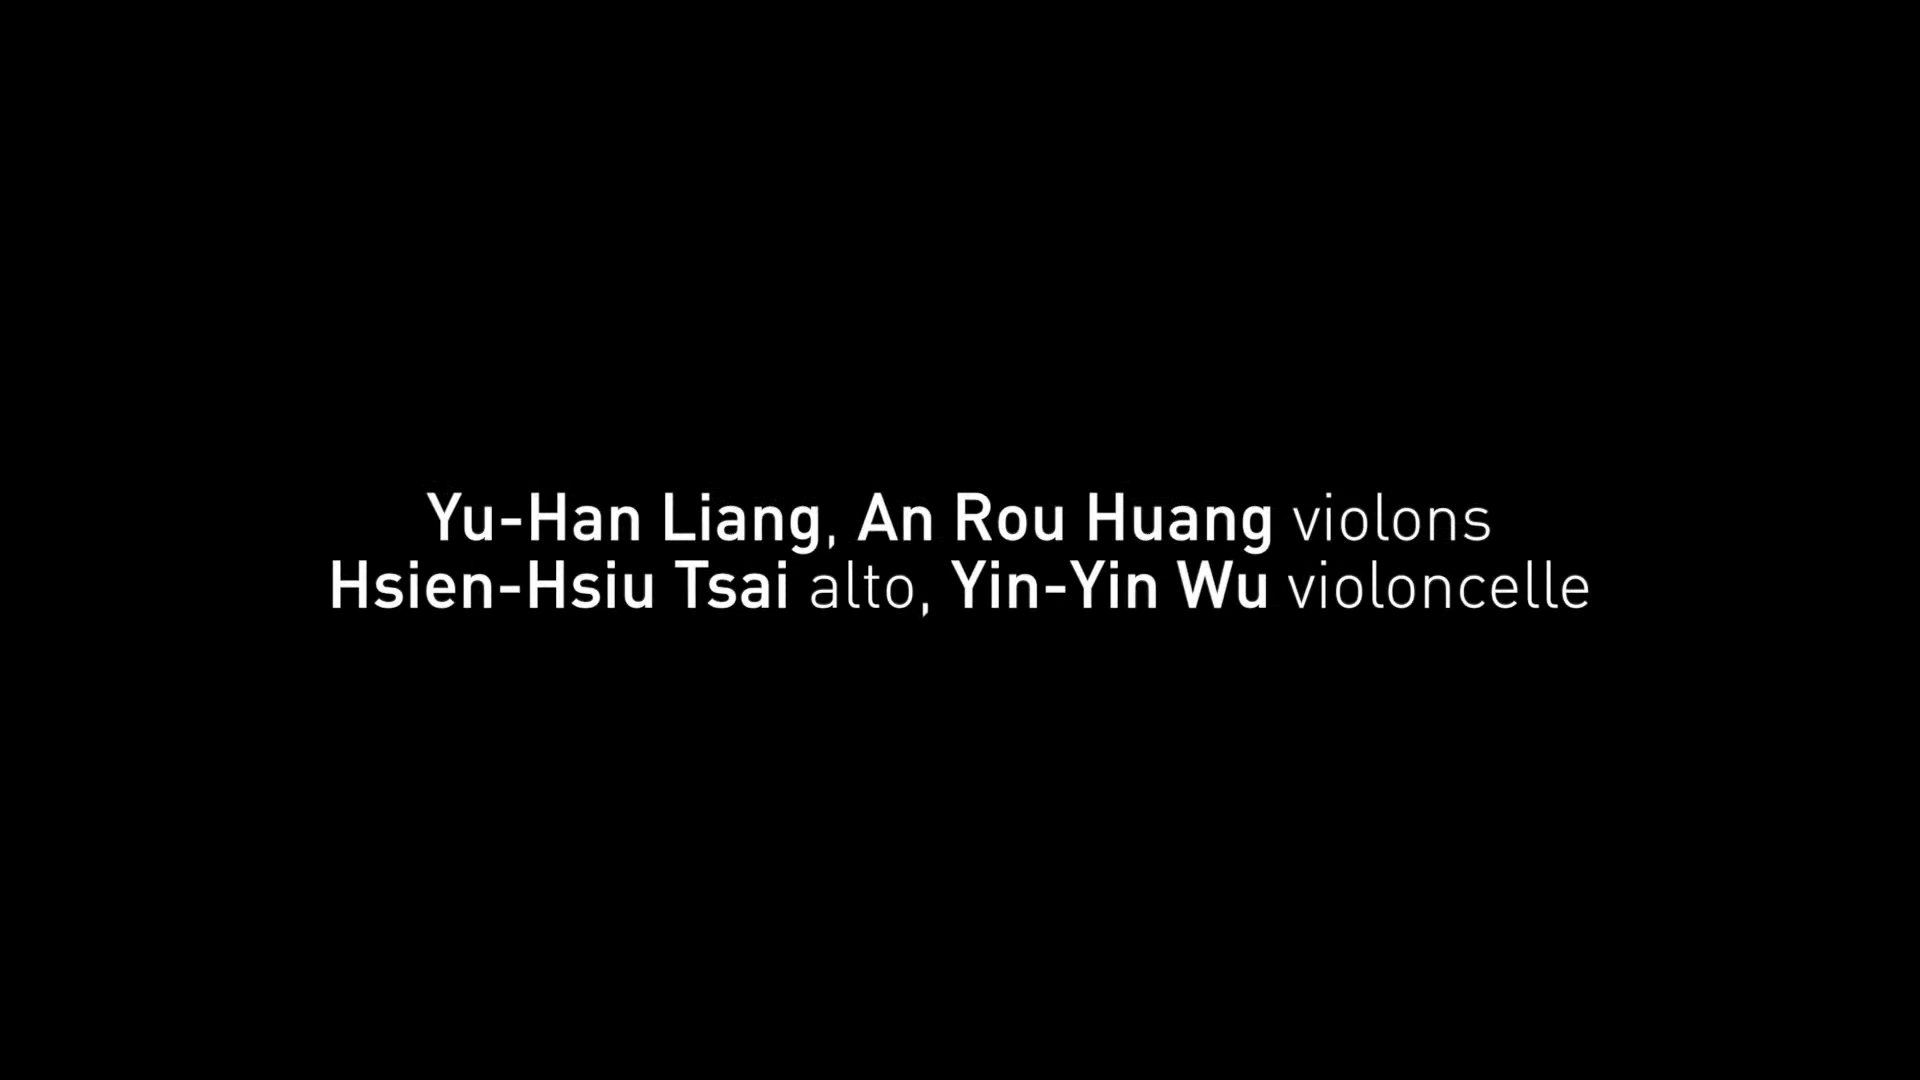 Yu-Han Liang, An Rou Huang violons
Hsien-Hsiu Tsai alto, Yin-Yin Wu violoncelle